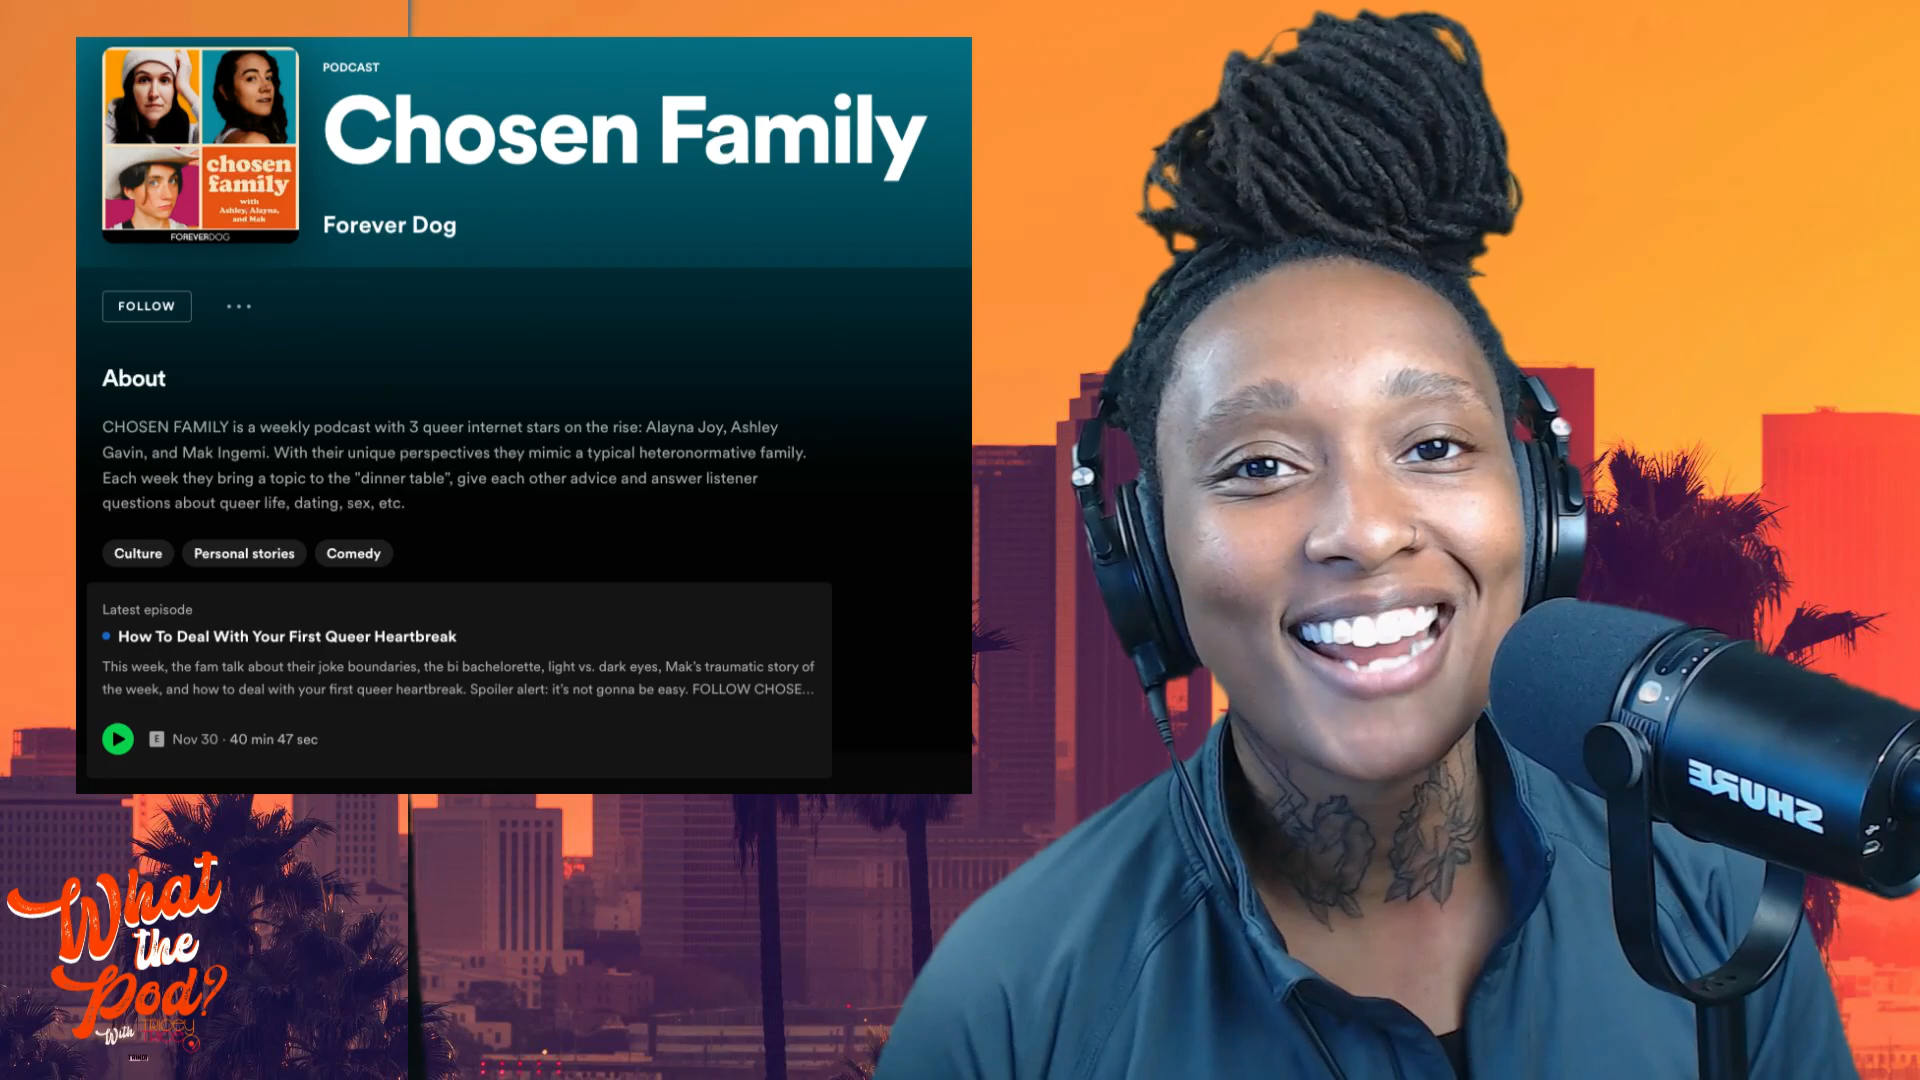 PODCAST
Chosen Family
Forever Dog
chosen
family
with
Ashley, Alayna,
and Mak
FOREVERDOG
FOLLOW
About
CHOSEN FAMILY is a weekly podcast with 3 queer internet stars on the rise: Alayna Joy, Ashley
Gavin, and Mak Ingemi. With their unique perspectives they mimic a typical heteronormative family.
Each week they bring a topic to the "dinner table", give each other advice and answer listener
questions about queer life, dating, sex, etc.
Culture Personal stories Comedy
Latest episode
How To Deal With Your First Queer Heartbreak
This week, the fam talk about their joke boundaries, the bi bachelorette, light vs. dark eyes, Mak's traumatic story of
the week, and how to deal with your first queer heartbreak. Spoiler alert: it's not gonna be easy. FOLLOW CHOSE...
E Nov 30 · 40 min 47 sec
What
the
Pod?
With
SHURE